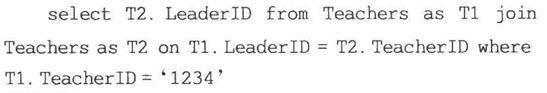 select T2. LeaderID from Teachers as T1 join
Teachers as T2 on T1. LeaderID = T2. TeacherID where
T1. TeacherID = ‘1234’